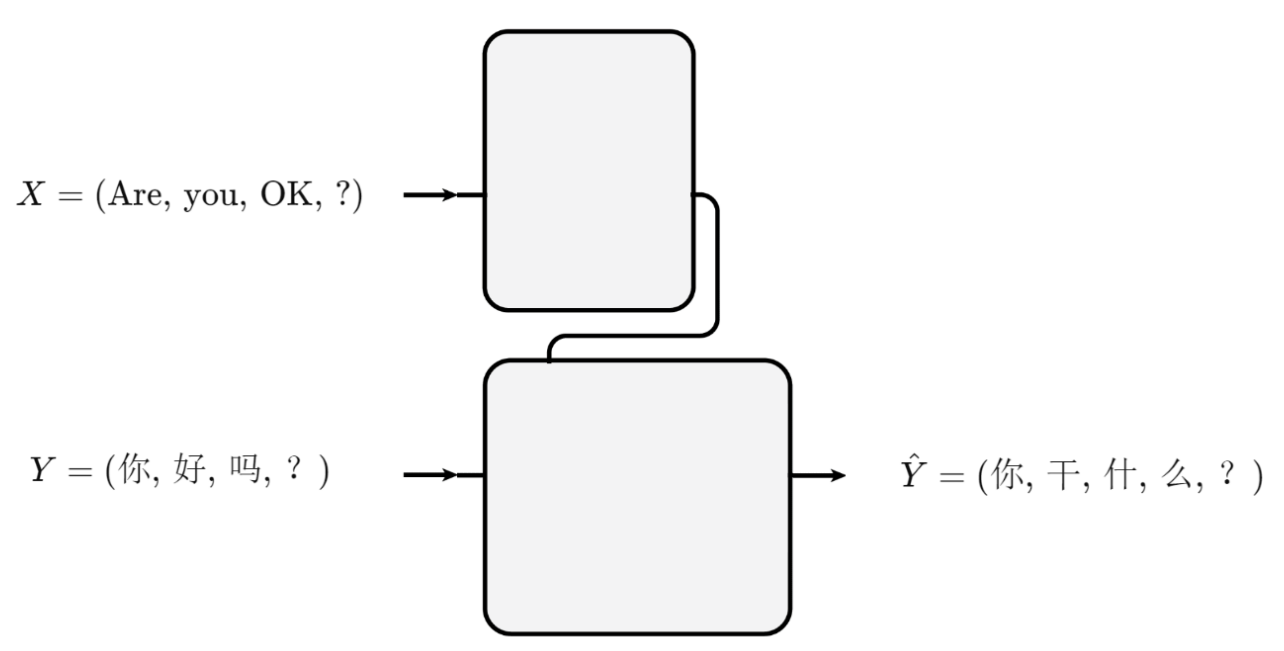 X = (Are, you, OK, ?)
Y = (你, 好, 吗, ? )
Ŷ = (你, 干, 什, 么, ? )